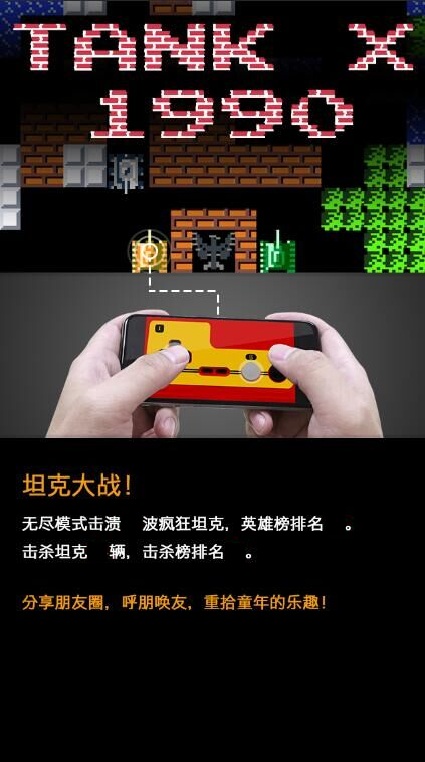 TANK X
1990
坦克大战!
无尽模式击溃 波疯狂坦克，英雄榜排名 。
击杀坦克 辆，击杀榜排名 。
分享朋友圈，呼朋唤友，重拾童年的乐趣!